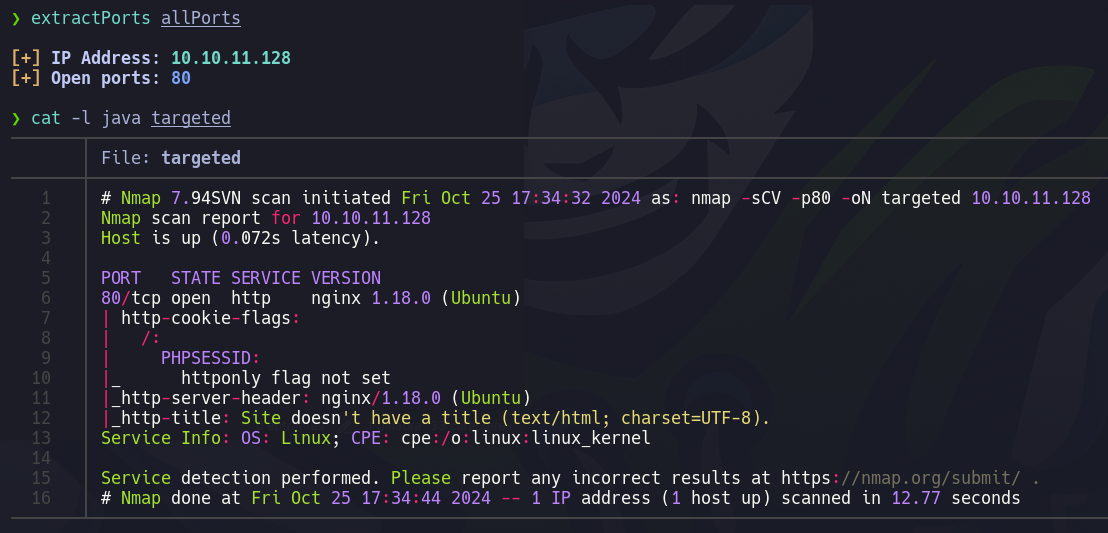 ❯ extractPorts allPorts
[+] IP Address: 10.10.11.128
[+] Open ports: 80
❯ cat -l java targeted
File: targeted
1 # Nmap 7.94SVN scan initiated Fri Oct 25 17:34:32 2024 as: nmap -sCV -p80 -oN targeted 10.10.11.128
2 Nmap scan report for 10.10.11.128
3 Host is up (0.072s latency).
4
5 PORT   STATE SERVICE VERSION
6 80/tcp open  http    nginx 1.18.0 (Ubuntu)
7 | http-cookie-flags:
8 |   /:
9 |     PHPSESSID:
10 |_      httponly flag not set
11 |_http-server-header: nginx/1.18.0 (Ubuntu)
12 |_http-title: Site doesn't have a title (text/html; charset=UTF-8).
13 Service Info: OS: Linux; CPE: cpe:/o:linux:linux_kernel
14
15 Service detection performed. Please report any incorrect results at https://nmap.org/submit/ .
16 # Nmap done at Fri Oct 25 17:34:44 2024 -- 1 IP address (1 host up) scanned in 12.77 seconds